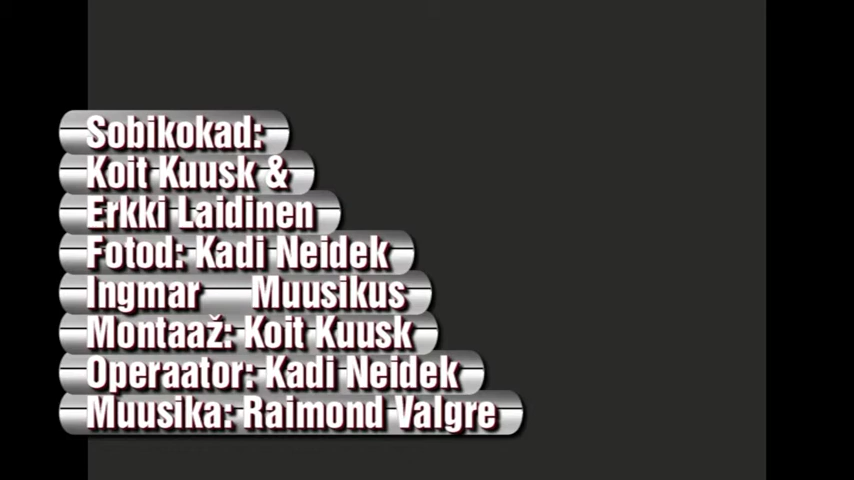 Sobikokad:
Koit Kuusk &
Erkki Laidinen
Fotod: Kadi Neidek
Ingmar Muusikus
Montaaž: Koit Kuusk
Operaator: Kadi Neidek
Muusika: Raimond Valgre